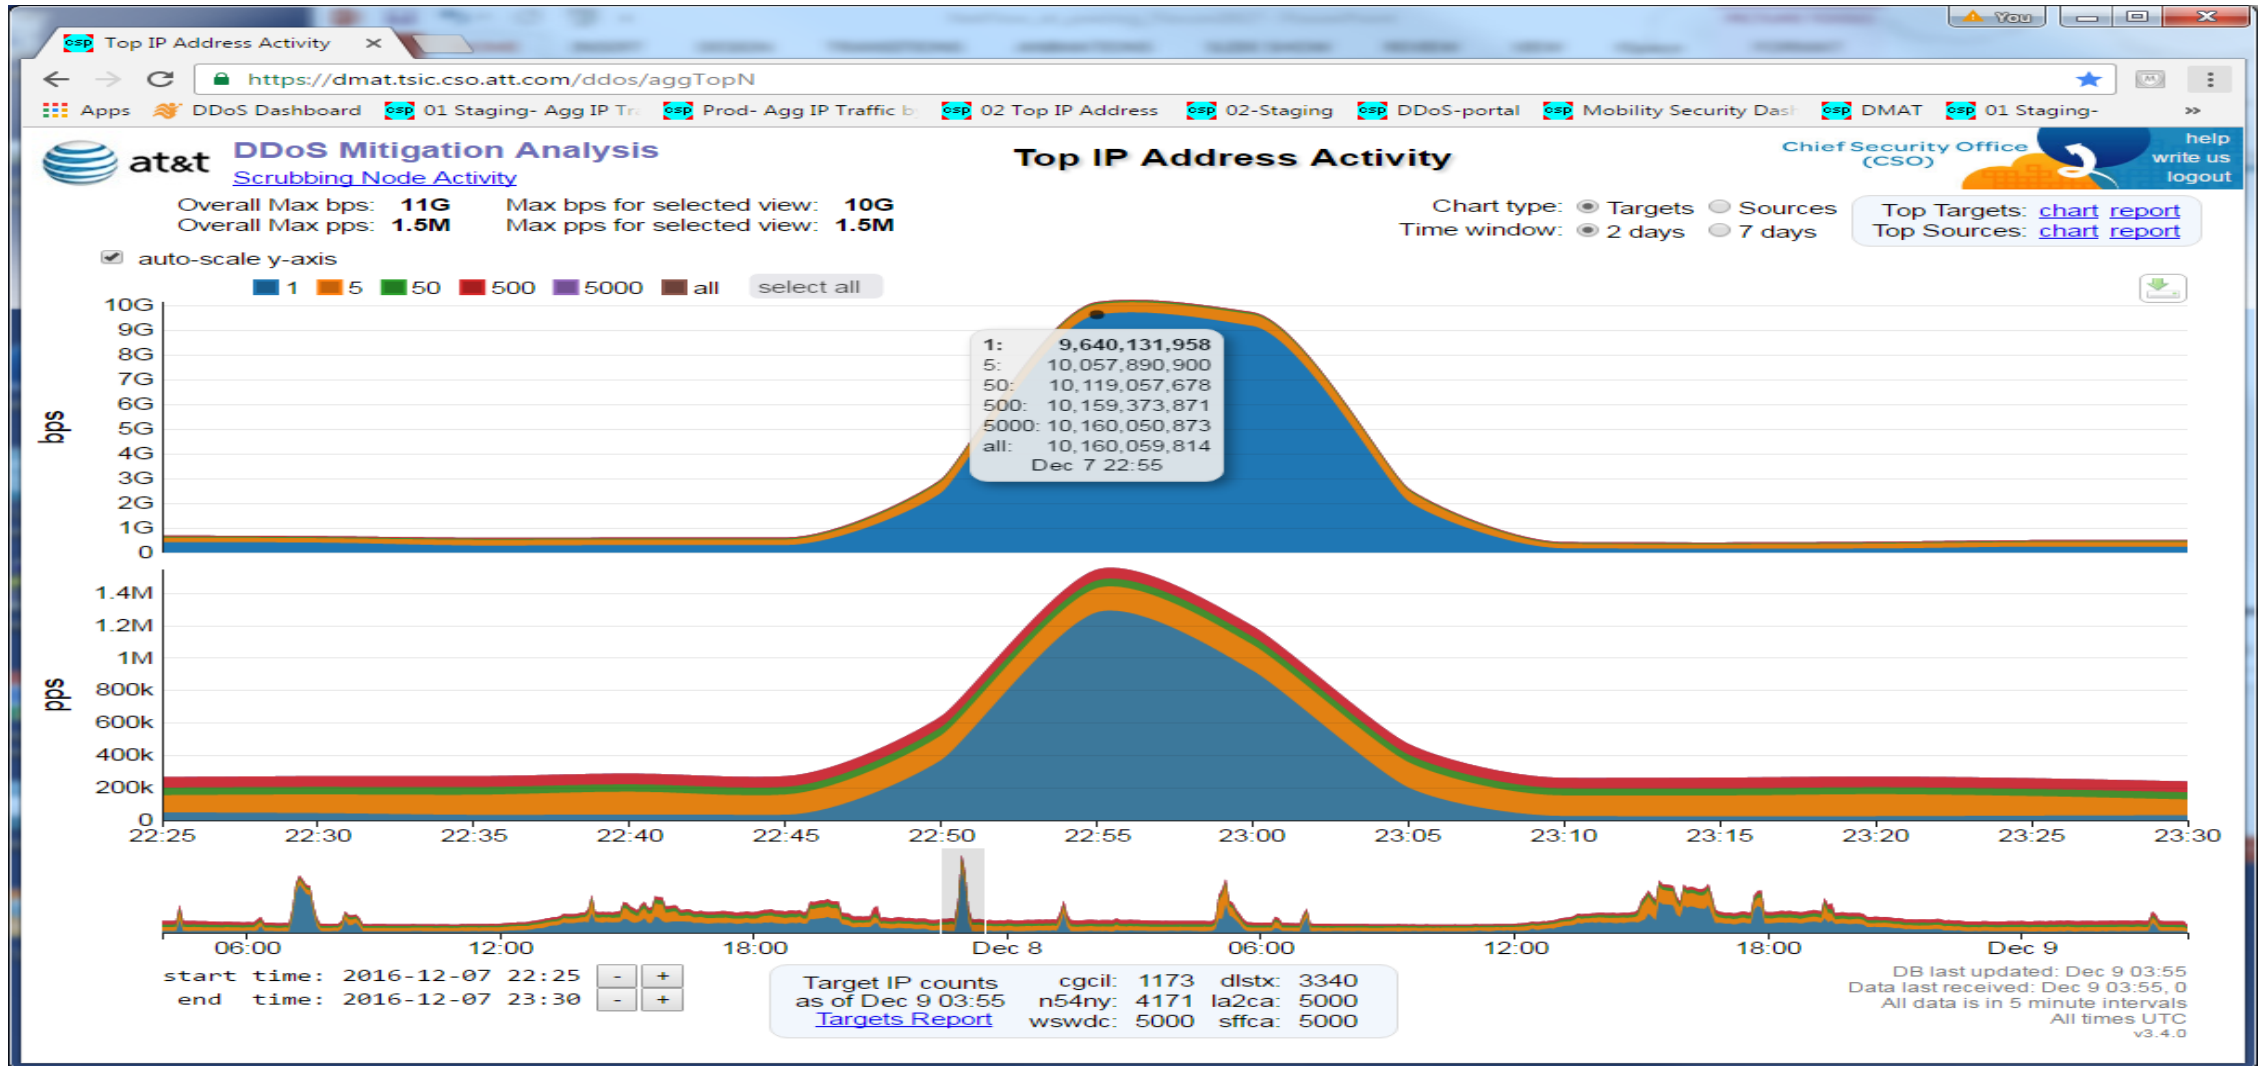 You
Top IP Address Activity
https://dmat.tsic.cso.att.com/ddos/aggTopN
Apps DDoS Dashboard csp 01 Staging- Agg IP Tr csp Prod- Agg IP Traffic b csp 02 Top IP Address csp 02-Staging csp DDoS-portal csp Mobility Security Das csp DMAT csp 01 Staging- »
at&t DDoS Mitigation Analysis
Scrubbing Node Activity
Top IP Address Activity
Chief Security Office
(CSO)
help
write us
logout
Overall Max bps: 11G Max bps for selected view: 10G
Overall Max pps: 1.5M Max pps for selected view: 1.5M
Chart type: Targets Sources
Time window: 2 days 7 days
Top Targets: chart report
Top Sources: chart report
auto-scale y-axis
1 5 50 500 5000 all select all
10G
9G
8G
7G
6G
5G
4G
3G
2G
1G
0
bps
1: 9,640,131,958
5: 10,057,890,900
50: 10,119,057,678
500: 10,159,373,871
5000: 10,160,050,873
all: 10,160,059,814
Dec 7 22:55
1.4M
1.2M
1M
800k
600k
400k
200k
0
pps
22:25 22:30 22:35 22:40 22:45 22:50 22:55 23:00 23:05 23:10 23:15 23:20 23:25 23:30
06:00 12:00 18:00 Dec 8 06:00 12:00 18:00 Dec 9
start time: 2016-12-07 22:25 - +
end time: 2016-12-07 23:30 - +
Target IP counts
as of Dec 9 03:55
Targets Report
cgcil: 1173 dlstx: 3340
n54ny: 4171 la2ca: 5000
wswdc: 5000 sffca: 5000
DB last updated: Dec 9 03:55
Data last received: Dec 9 03:55, 0
All data is in 5 minute intervals
All times UTC
v3.4.0